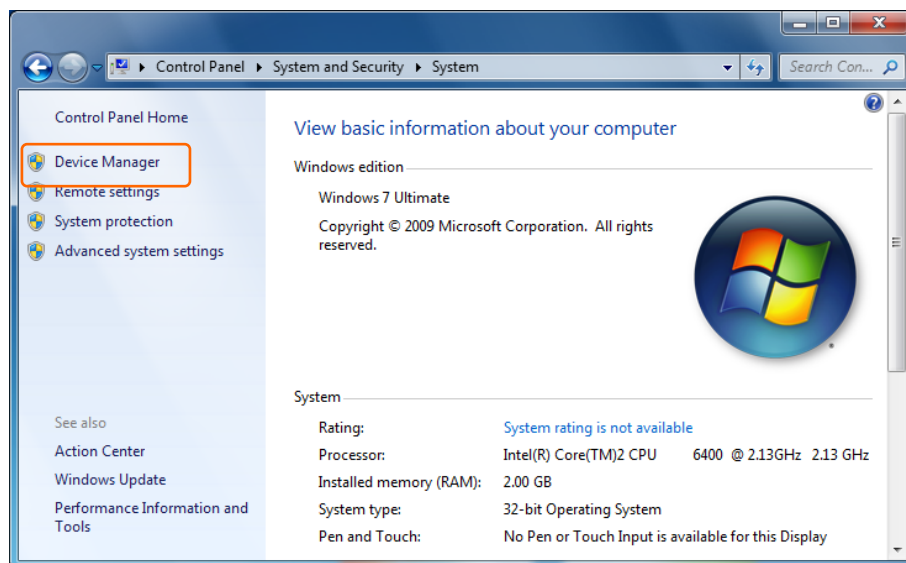 Control Panel ▸ System and Security ▸ System
Search Con...
Control Panel Home
Device Manager
Remote settings
System protection
Advanced system settings
See also
Action Center
Windows Update
Performance Information and
Tools
View basic information about your computer
Windows edition
Windows 7 Ultimate
Copyright © 2009 Microsoft Corporation. All rights
reserved.
System
Rating: System rating is not available
Processor: Intel(R) Core(TM)2 CPU 6400 @ 2.13GHz 2.13 GHz
Installed memory (RAM): 2.00 GB
System type: 32-bit Operating System
Pen and Touch: No Pen or Touch Input is available for this Display